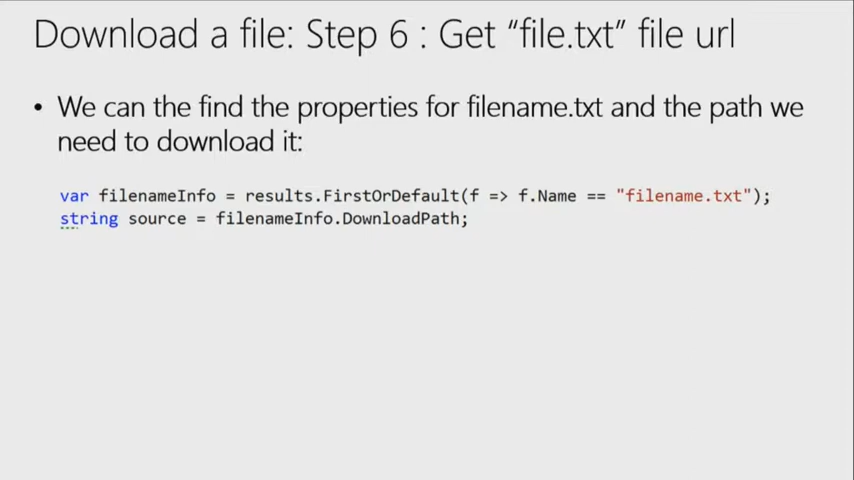 Download a file: Step 6 : Get “file.txt” file url
• We can the find the properties for filename.txt and the path we
need to download it:
var filenameInfo = results.FirstOrDefault(f => f.Name == "filename.txt");
string source = filenameInfo.DownloadPath;